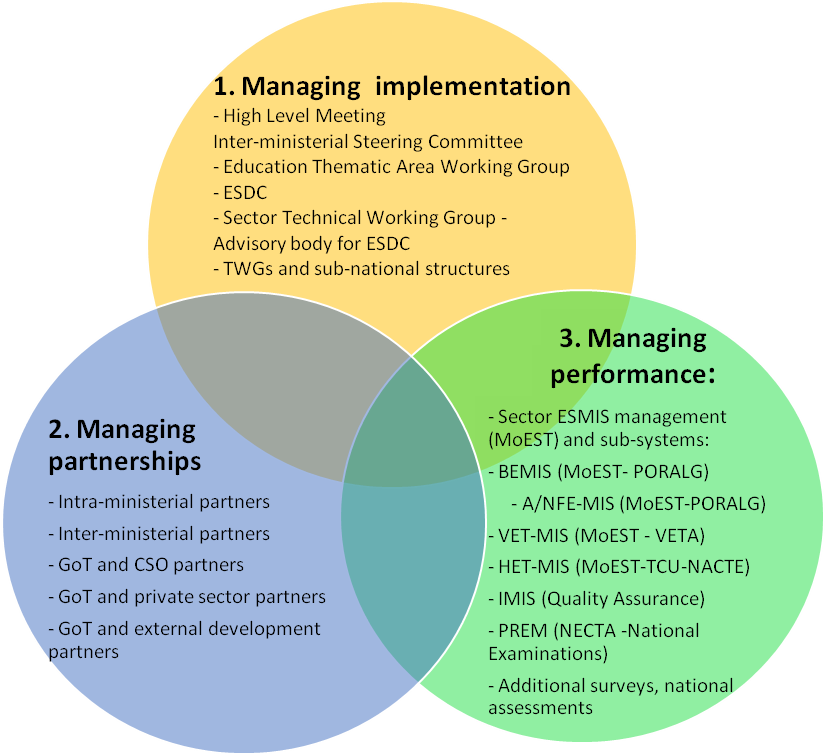 1. Managing  implementation
- High Level Meeting
Inter-ministerial Steering Committee
- Education Thematic Area Working Group
- ESDC
- Sector Technical Working Group -
Advisory body for ESDC
- TWGs and sub-national structures
2. Managing
partnerships
- Intra-ministerial partners
- Inter-ministerial partners
- GoT and CSO partners
- GoT and private sector partners
- GoT and external development
partners
3. Managing
performance:
- Sector ESMIS management
(MoEST) and sub-systems:
- BEMIS (MoEST- PORALG)
- A/NFE-MIS (MoEST-PORALG)
- VET-MIS (MoEST - VETA)
- HET-MIS (MoEST-TCU-NACTE)
- IMIS (Quality Assurance)
- PREM (NECTA -National
Examinations)
- Additional surveys, national
assessments